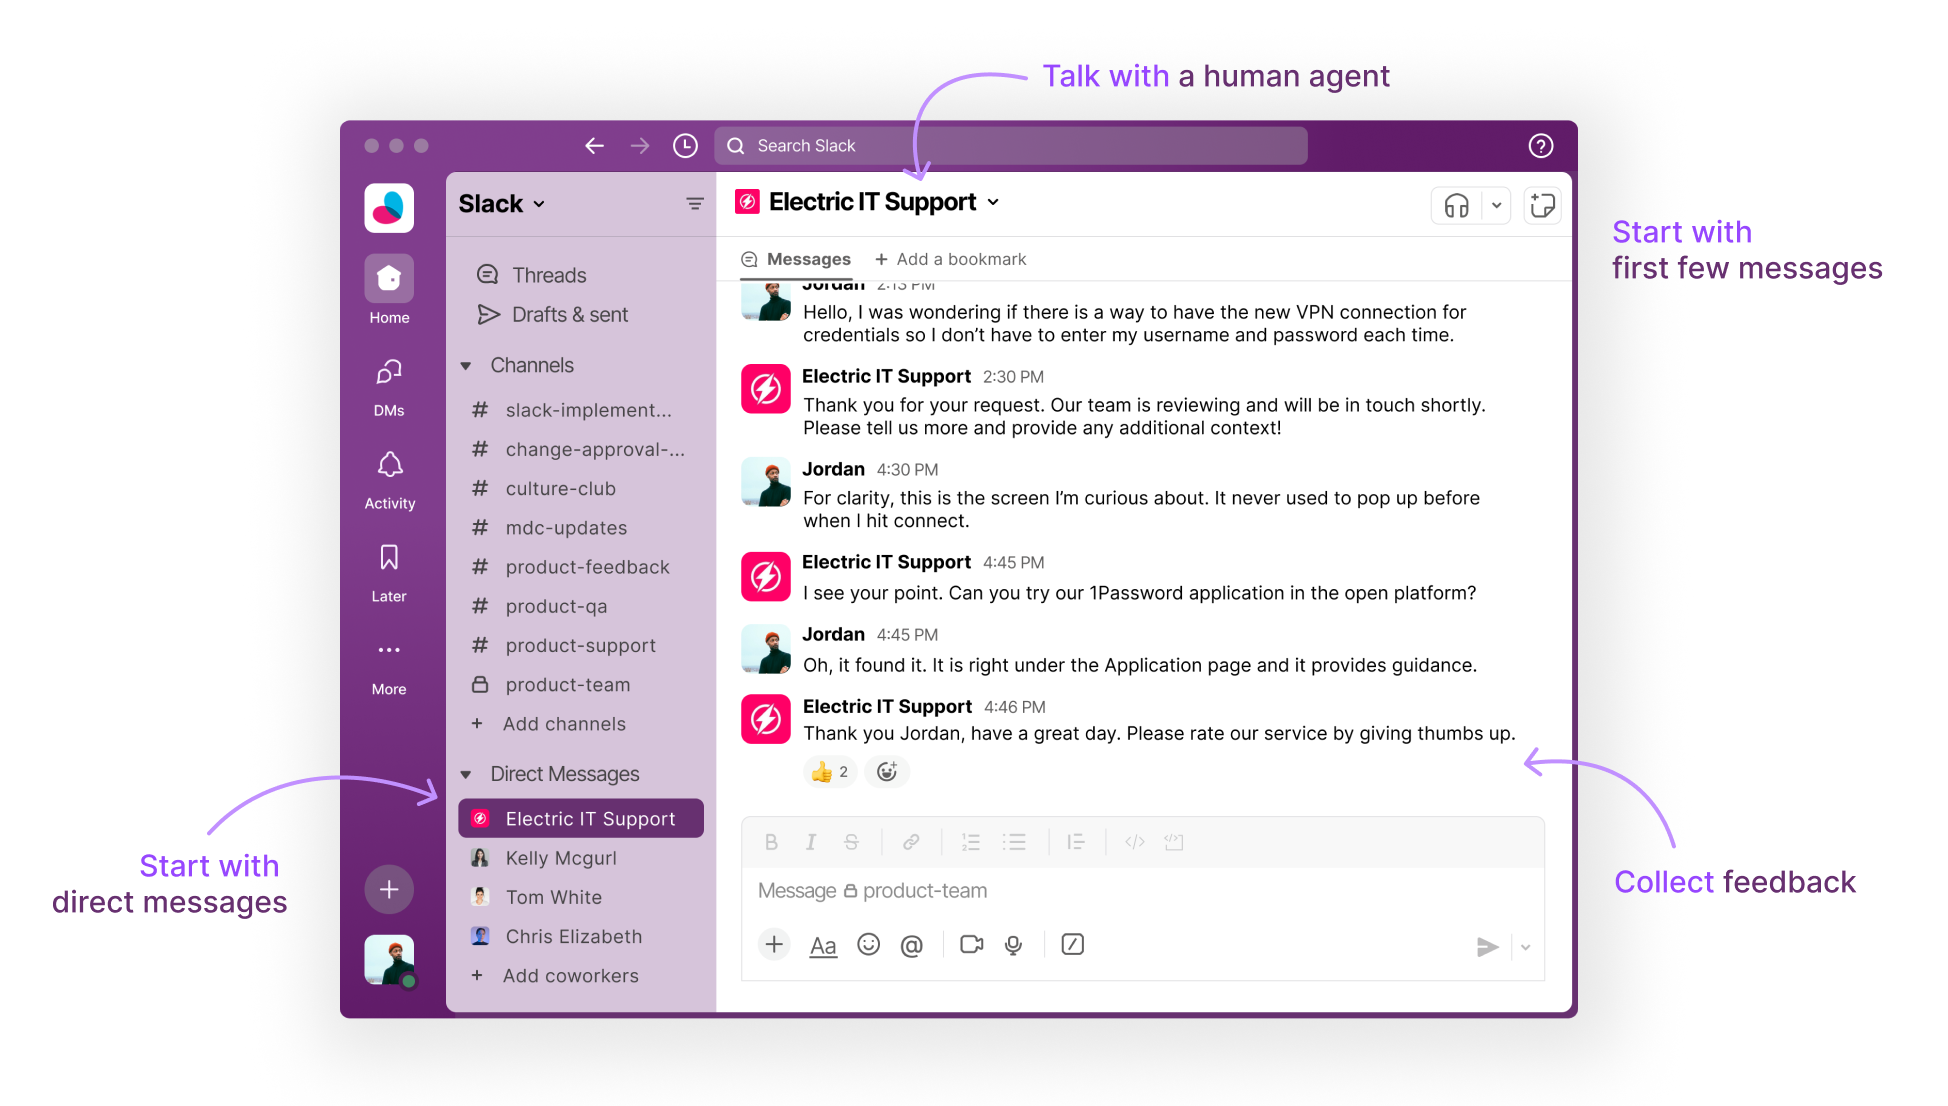 Talk with a human agent
Search Slack
Slack
Electric IT Support
Start with
first few messages
Home
DMs
Activity
Later
More
Threads
Drafts & sent
Channels
# slack-implement...
# change-approval-...
# culture-club
# mdc-updates
# product-feedback
# product-qa
# product-support
product-team
+ Add channels
Direct Messages
Electric IT Support
Kelly Mcgurl
Tom White
Chris Elizabeth
+ Add coworkers
Messages + Add a bookmark
Jordan 2:13 PM
Hello, I was wondering if there is a way to have the new VPN connection for
credentials so I don’t have to enter my username and password each time.
Electric IT Support 2:30 PM
Thank you for your request. Our team is reviewing and will be in touch shortly.
Please tell us more and provide any additional context!
Jordan 4:30 PM
For clarity, this is the screen I’m curious about. It never used to pop up before
when I hit connect.
Electric IT Support 4:45 PM
I see your point. Can you try our 1Password application in the open platform?
Jordan 4:45 PM
Oh, it found it. It is right under the Application page and it provides guidance.
Electric IT Support 4:46 PM
Thank you Jordan, have a great day. Please rate our service by giving thumbs up.
👍 2
B I S
Message product-team
+ Aa @
Start with
direct messages
Collect feedback